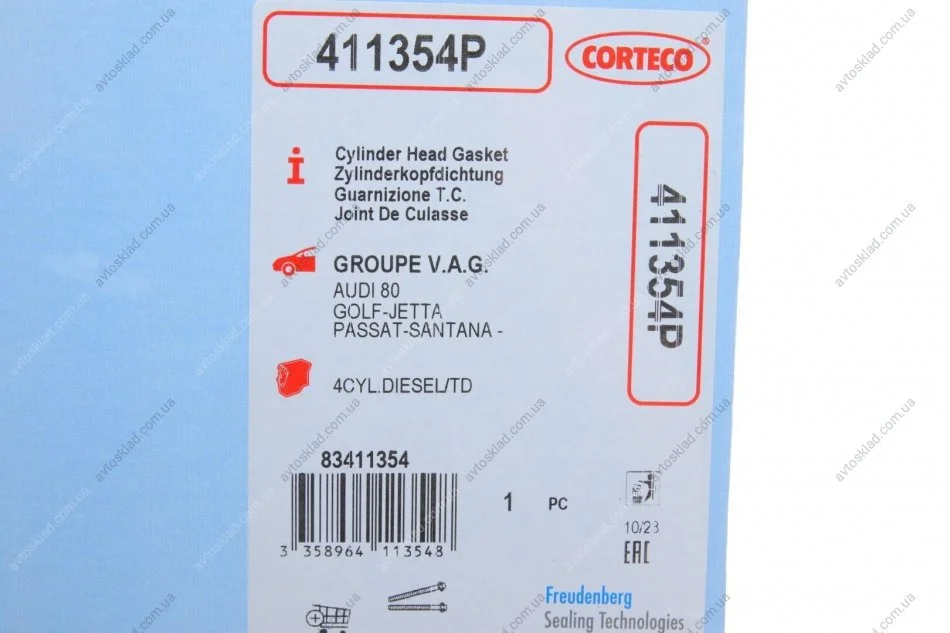 411354P
CORTECO®
Cylinder Head Gasket
Zylinderkopfdichtung
Guarnizione T.C.
Joint De Culasse
411354P
GROUPE V.A.G.
AUDI 80
GOLF-JETTA
PASSAT-SANTANA -
4CYL.DIESEL/TD
83411354
3 358964 113548
1 PC
10/23
EAC
Freudenberg
Sealing Technologies
avtosklad.com.ua